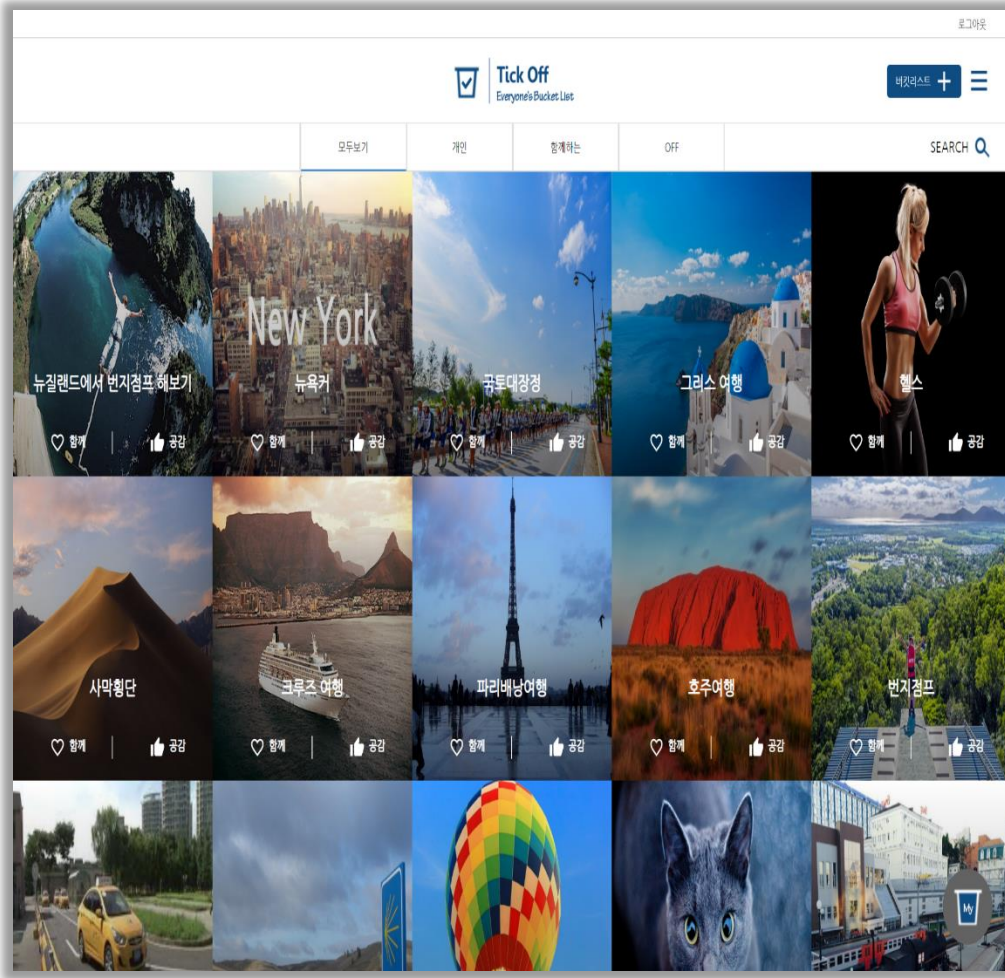 로그아웃
Tick Off
Everyone's Bucket List
버킷리스트
모두보기
개인
함께하는
OFF
SEARCH
뉴질랜드에서 번지점프 해보기
함께
공감
New York
뉴욕커
함께
공감
국토대장정
함께
공감
그리스 여행
함께
공감
헬스
함께
공감
사막횡단
함께
공감
크루즈 여행
함께
공감
파리배낭여행
함께
공감
호주여행
함께
공감
번지점프
함께
공감
My